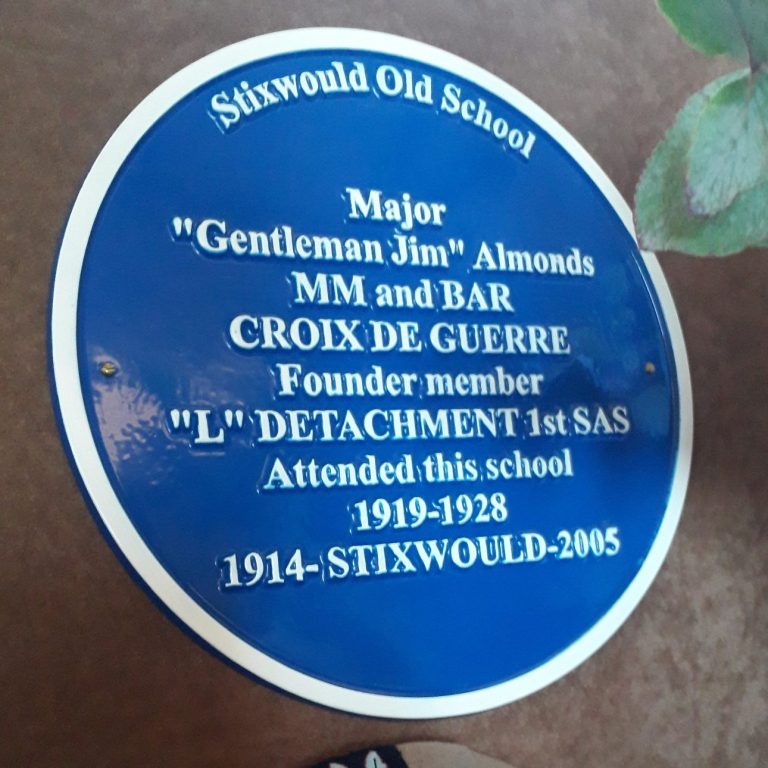 Stixwould Old School
Major
"Gentleman Jim" Almonds
MM and BAR
CROIX DE GUERRE
Founder member
"L" DETACHMENT 1st SAS
Attended this school
1919-1928
1914- STIXWOULD-2005